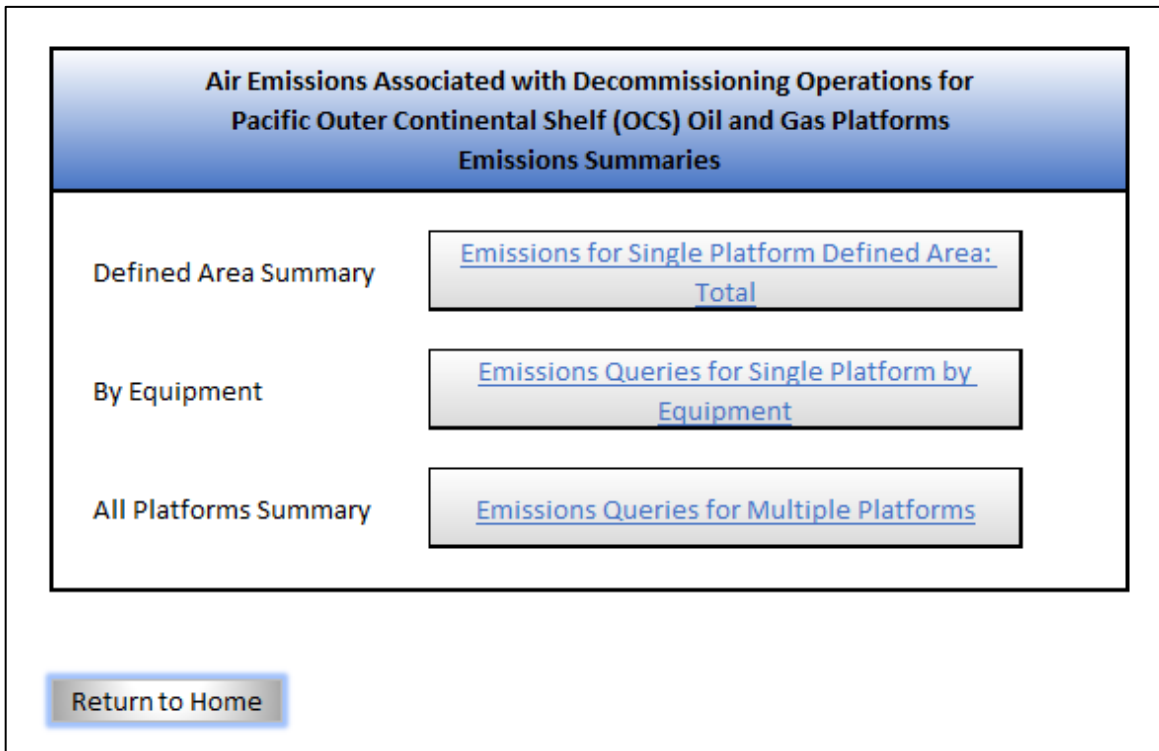 Air Emissions Associated with Decommissioning Operations for
Pacific Outer Continental Shelf (OCS) Oil and Gas Platforms
Emissions Summaries
Defined Area Summary
Emissions for Single Platform Defined Area:
Total
By Equipment
Emissions Queries for Single Platform by
Equipment
All Platforms Summary
Emissions Queries for Multiple Platforms
Return to Home